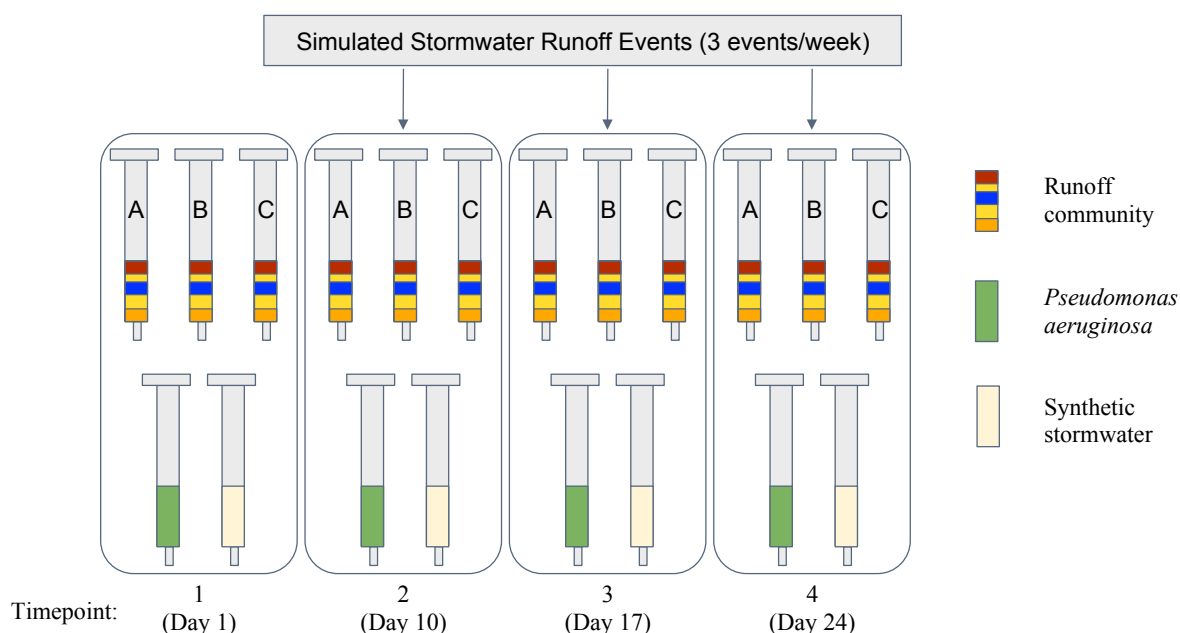 Simulated Stormwater Runoff Events (3 events/week)
A B C A B C A B C A B C
Runoff
community
Pseudomonas
aeruginosa
Synthetic
stormwater
Timepoint:
1
(Day 1)
2
(Day 10)
3
(Day 17)
4
(Day 24)